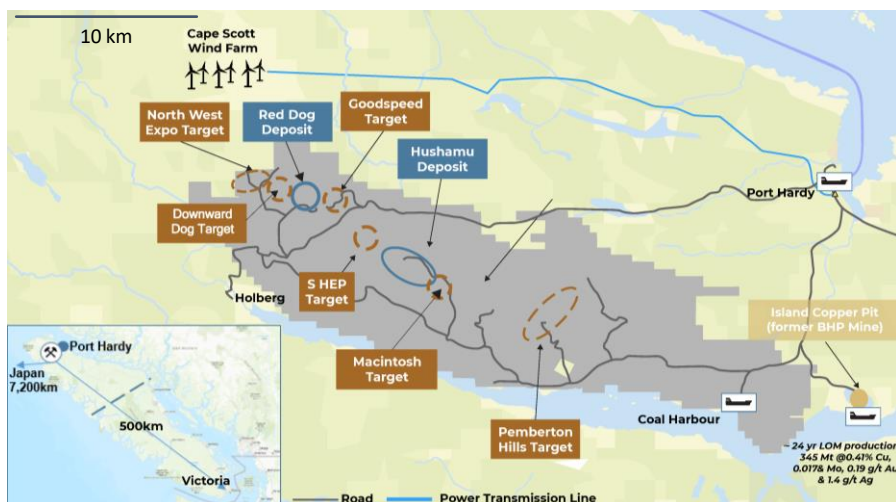 10 km
Cape Scott
Wind Farm
North West
Expo Target
Red Dog
Deposit
Goodspeed
Target
Hushamu
Deposit
Port Hardy
Downward
Dog Target
S HEP
Target
Holberg
Island Copper Pit
(former BHP Mine)
Macintosh
Target
Port Hardy
Japan
7,200km
500km
Victoria
Coal Harbour
Pemberton
Hills Target
~ 24 yr LOM production
345 Mt @0.41% Cu,
0.017& Mo, 0.19 g/t Au
& 1.4 g/t Ag
Road
Power Transmission Line